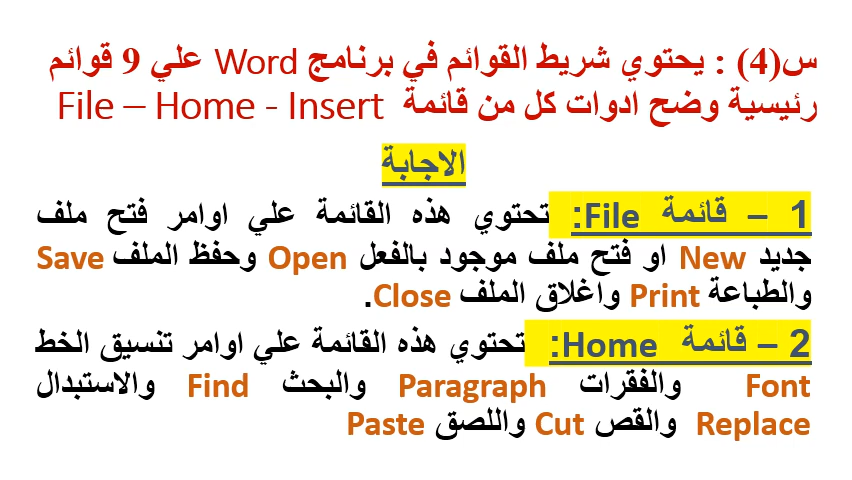 س(4) : يحتوي شريط القوائم في برنامج Word علي 9 قوائم
رئيسية وضح ادوات كل من قائمة File – Home - Insert
الاجابة
1 – قائمة File: تحتوي هذه القائمة علي اوامر فتح ملف
جديد New او فتح ملف موجود بالفعل Open وحفظ الملف Save
والطباعة Print واغلاق الملف Close.
2 – قائمة Home: تحتوي هذه القائمة علي اوامر تنسيق الخط
Font والفقرات Paragraph والبحث Find والاستبدال
Replace والقص Cut واللصق Paste